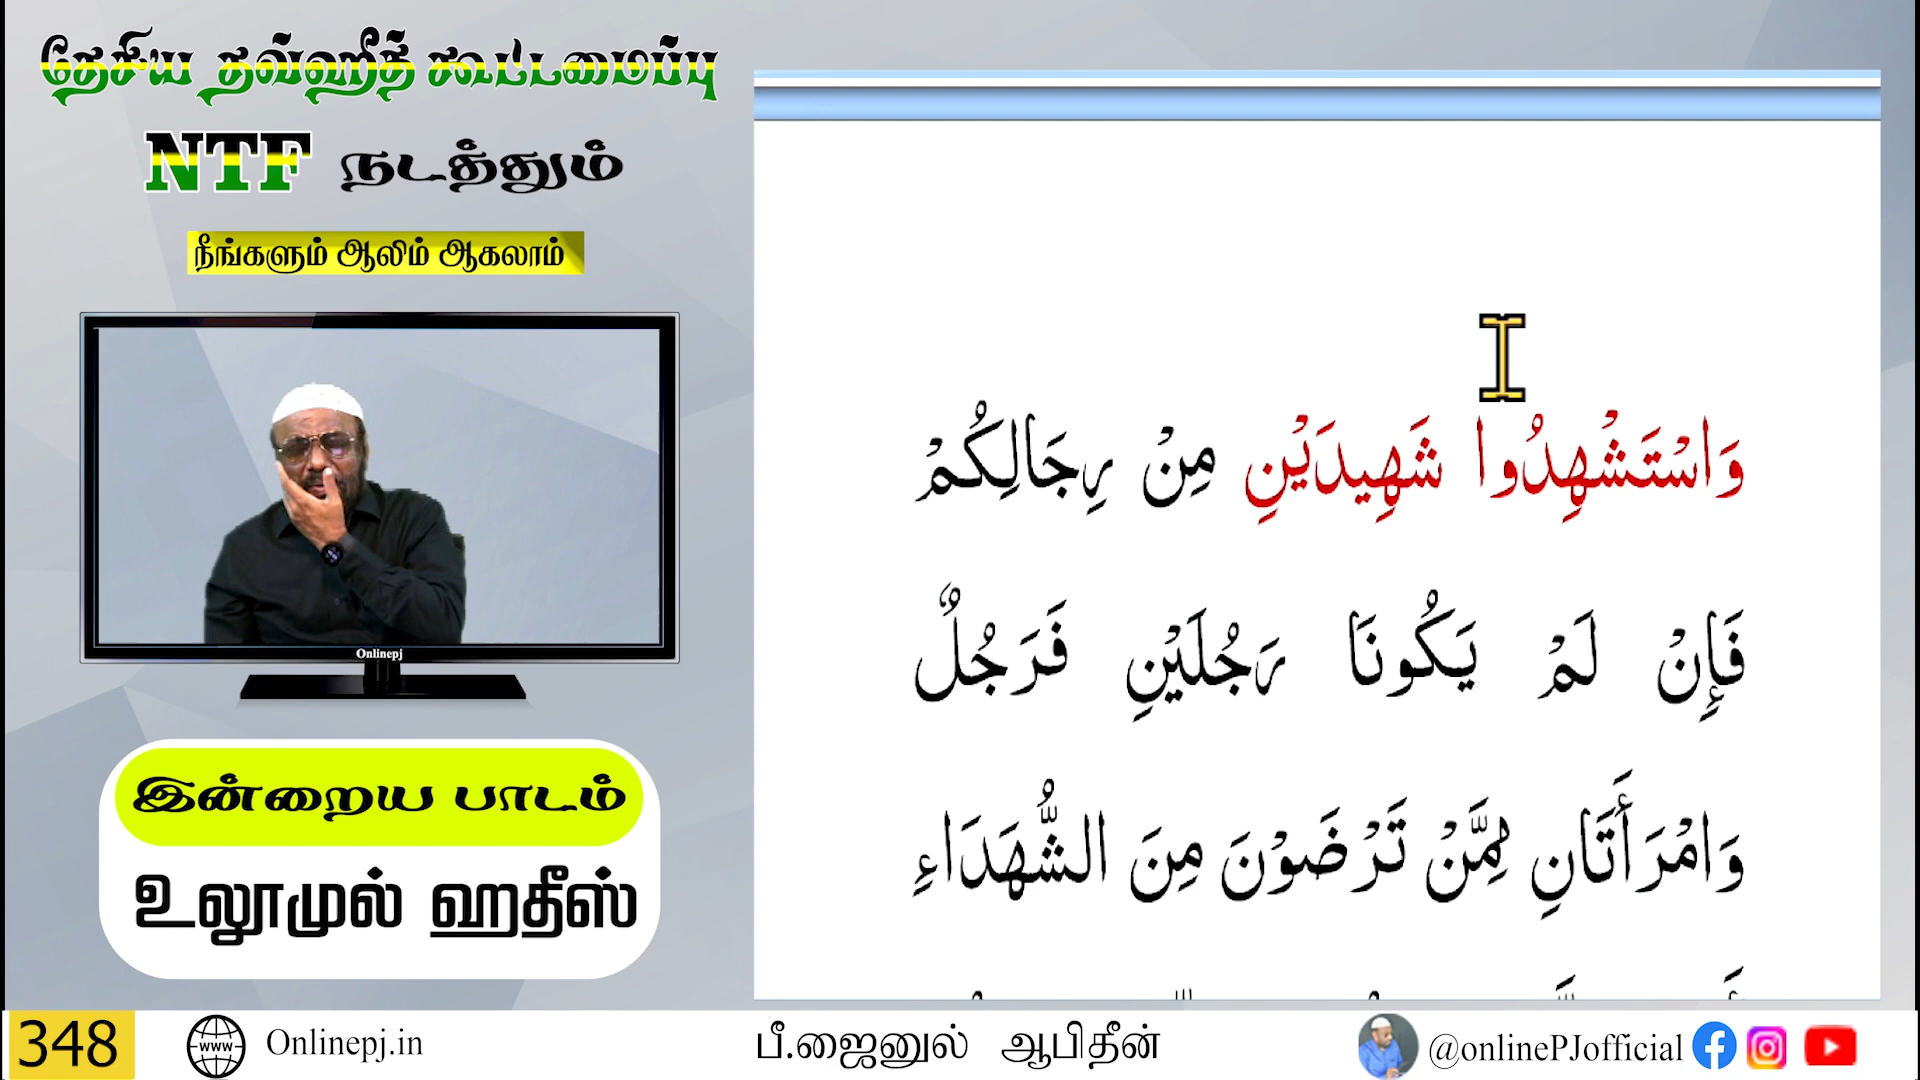 தேசிய தவ்ஹீத் கூட்டமைப்பு
NTF நடத்தும்
நீங்களும் ஆலிம் ஆகலாம்
Onlinepj
இன்றைய பாடம்
உலூமுல் ஹதீஸ்
وَاسْتَشْهِدُوا شَهِيدَيْنِ مِنْ رِجَالِكُمْ
فَإِنْ لَمْ يَكُونَا رَجُلَيْنِ فَرَجُلٌ
وَامْرَأَتَانِ مِمَّنْ تَرْضَوْنَ مِنَ الشُّهَدَاءِ
348
www
Onlinepj.in
பீ.ஜைனுல் ஆபிதீன்
@onlinePJofficial